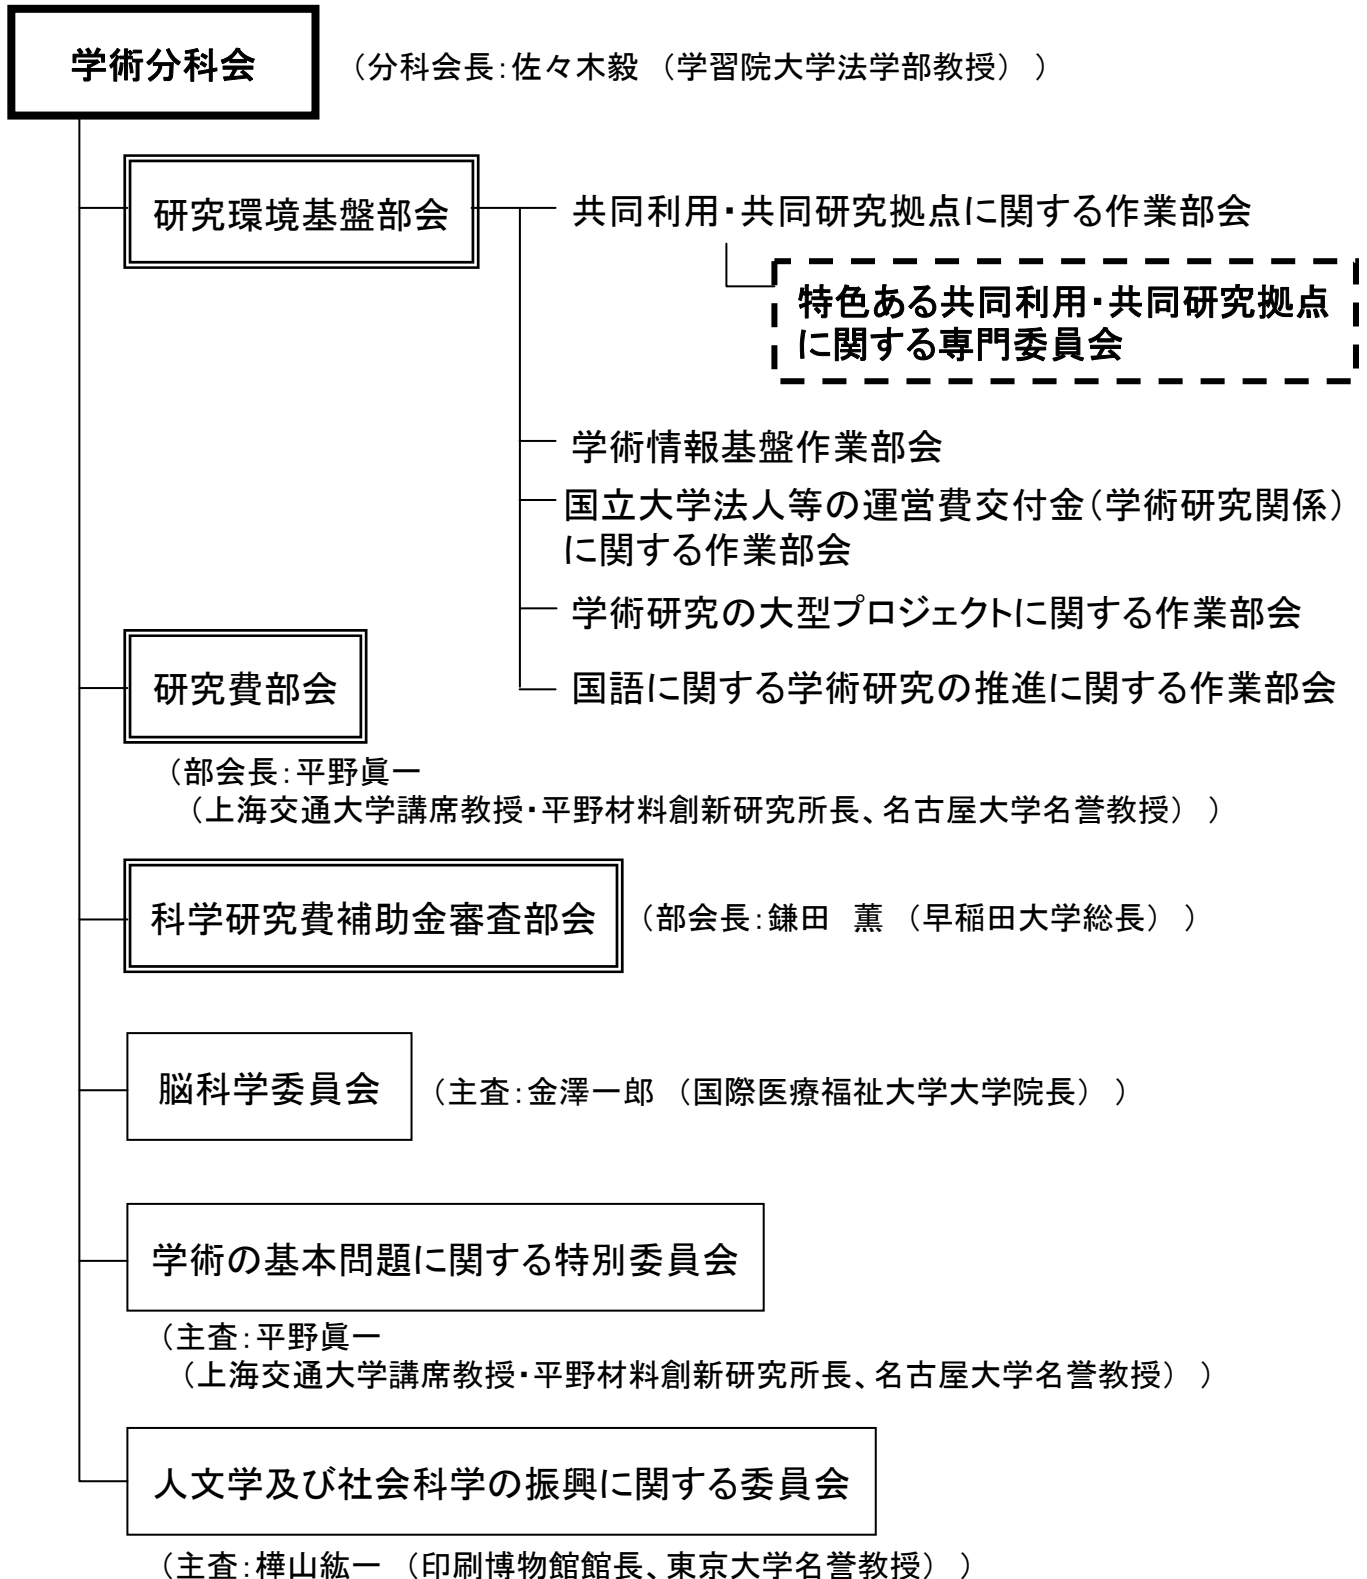 学術分科会
（分科会長：佐々木毅 （学習院大学法学部教授） ）
研究環境基盤部会
共同利用・共同研究拠点に関する作業部会
特色ある共同利用・共同研究拠点
に関する専門委員会
学術情報基盤作業部会
国立大学法人等の運営費交付金（学術研究関係）
に関する作業部会
学術研究の大型プロジェクトに関する作業部会
国語に関する学術研究の推進に関する作業部会
研究費部会
（部会長：平野眞一
（上海交通大学講席教授・平野材料創新研究所長、名古屋大学名誉教授） ）
科学研究費補助金審査部会
（部会長：鎌田　薫 （早稲田大学総長） ）
脳科学委員会
（主査：金澤一郎 （国際医療福祉大学大学院長） ）
学術の基本問題に関する特別委員会
（主査：平野眞一
（上海交通大学講席教授・平野材料創新研究所長、名古屋大学名誉教授） ）
人文学及び社会科学の振興に関する委員会
（主査：樺山紘一 （印刷博物館館長、東京大学名誉教授） ）